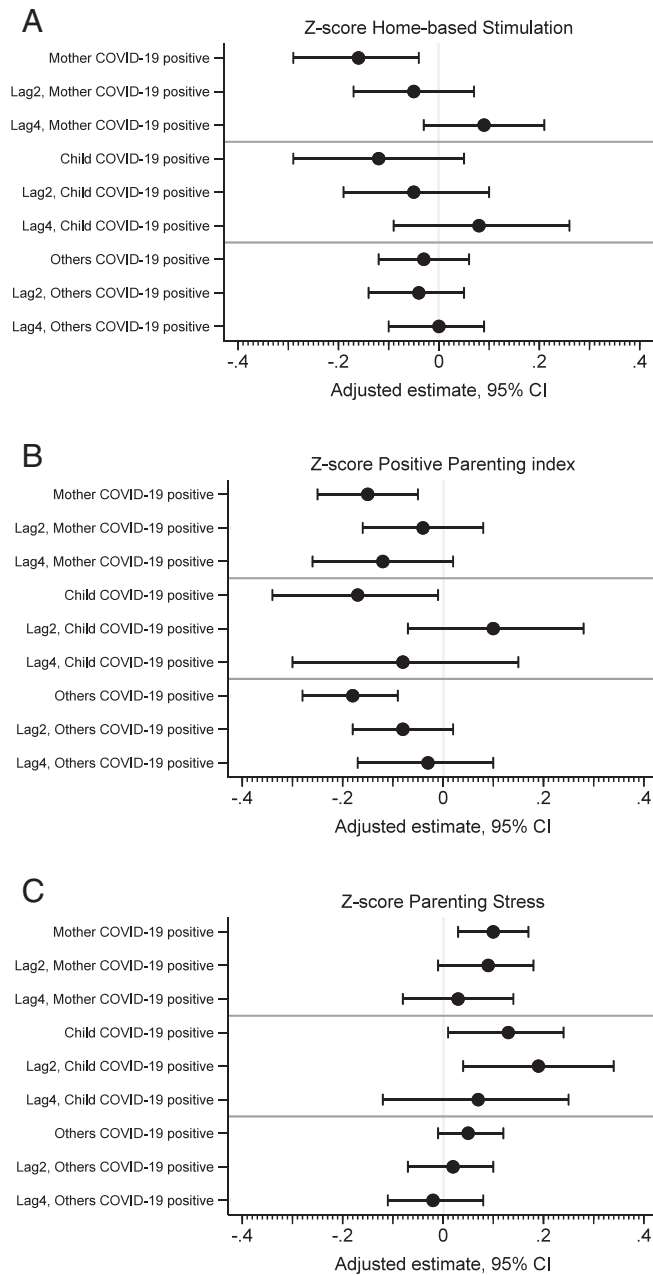 A
Z-score Home-based Stimulation
Mother COVID-19 positive
Lag2, Mother COVID-19 positive
Lag4, Mother COVID-19 positive
Child COVID-19 positive
Lag2, Child COVID-19 positive
Lag4, Child COVID-19 positive
Others COVID-19 positive
Lag2, Others COVID-19 positive
Lag4, Others COVID-19 positive
-.4 -.2 0 .2 .4
Adjusted estimate, 95% CI
B
Z-score Positive Parenting index
Mother COVID-19 positive
Lag2, Mother COVID-19 positive
Lag4, Mother COVID-19 positive
Child COVID-19 positive
Lag2, Child COVID-19 positive
Lag4, Child COVID-19 positive
Others COVID-19 positive
Lag2, Others COVID-19 positive
Lag4, Others COVID-19 positive
-.4 -.2 0 .2 .4
Adjusted estimate, 95% CI
C
Z-score Parenting Stress
Mother COVID-19 positive
Lag2, Mother COVID-19 positive
Lag4, Mother COVID-19 positive
Child COVID-19 positive
Lag2, Child COVID-19 positive
Lag4, Child COVID-19 positive
Others COVID-19 positive
Lag2, Others COVID-19 positive
Lag4, Others COVID-19 positive
-.4 -.2 0 .2 .4
Adjusted estimate, 95% CI